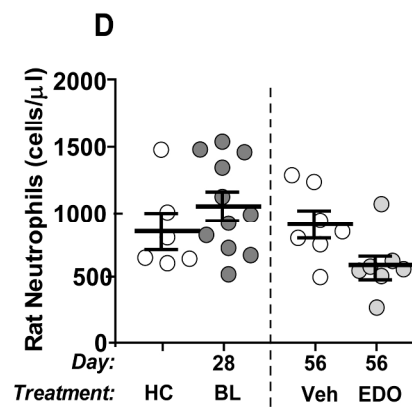 D
Rat Neutrophils (cells/μl)
2000
1500
1000
500
0
Day: 28 56 56
Treatment: HC BL Veh EDO